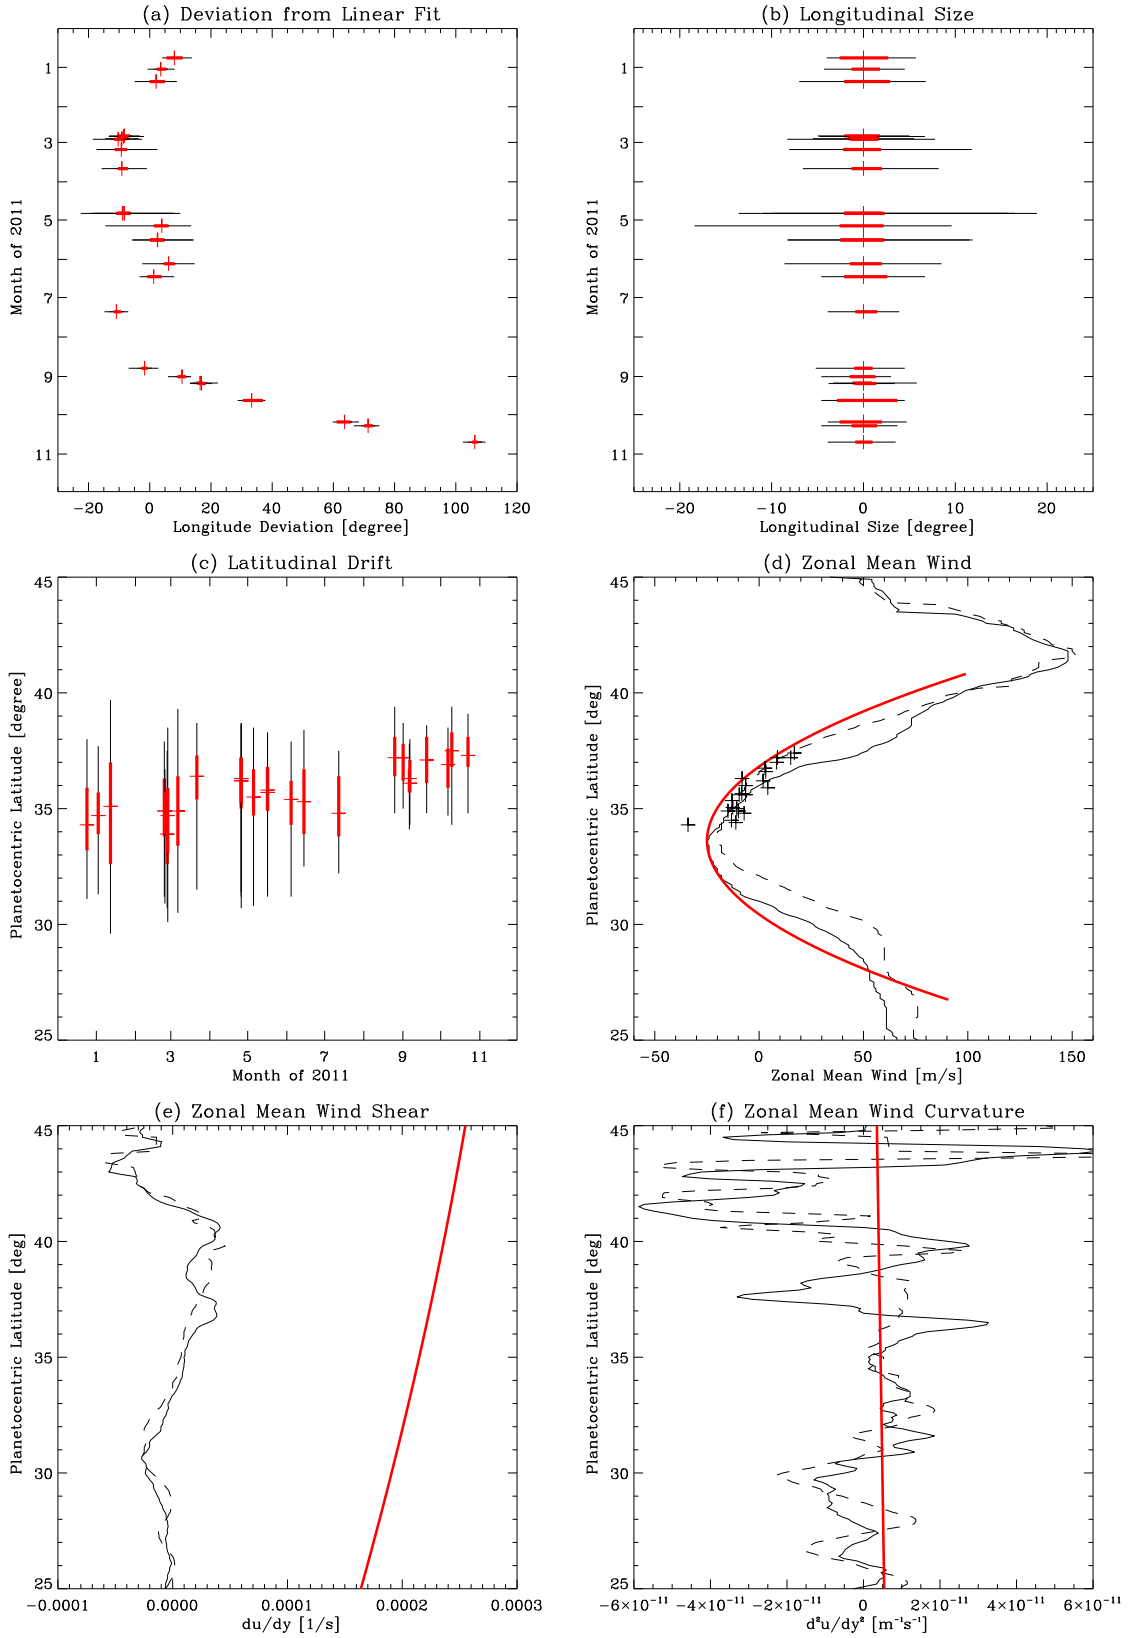 (a) Deviation from Linear Fit
Month of 2011
1
3
5
7
9
11
-20 0 20 40 60 80 100 120
Longitude Deviation [degree]
(b) Longitudinal Size
Month of 2011
1
3
5
7
9
11
-20 -10 0 10 20
Longitudinal Size [degree]
(c) Latitudinal Drift
Planetocentric Latitude [degree]
45
40
35
30
25
1 3 5 7 9 11
Month of 2011
(d) Zonal Mean Wind
Planetocentric Latitude [deg]
45
40
35
30
25
-50 0 50 100 150
Zonal Mean Wind [m/s]
(e) Zonal Mean Wind Shear
Planetocentric Latitude [deg]
45
40
35
30
25
-0.0001 0.0000 0.0001 0.0002 0.0003
du/dy [1/s]
(f) Zonal Mean Wind Curvature
Planetocentric Latitude [deg]
45
40
35
30
25
-6×10⁻¹¹ -4×10⁻¹¹ -2×10⁻¹¹ 0 2×10⁻¹¹ 4×10⁻¹¹ 6×10⁻¹¹
d²u/dy² [m⁻¹s⁻¹]